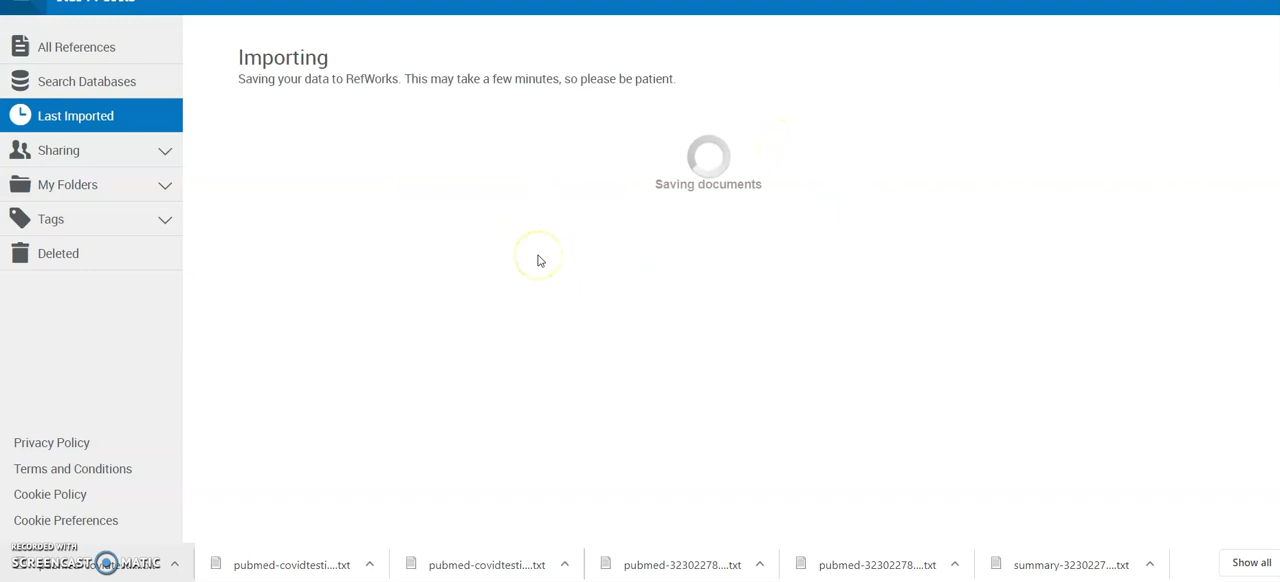 All References
Search Databases
Last Imported
Sharing
My Folders
Tags
Deleted
Importing
Saving your data to RefWorks. This may take a few minutes, so please be patient.
Saving documents
Privacy Policy
Terms and Conditions
Cookie Policy
Cookie Preferences
RECORDED WITH
SCREENCAST MATIC
pubmed-covidtesti....txt
pubmed-covidtesti....txt
pubmed-32302278....txt
pubmed-32302278....txt
summary-3230227....txt
Show all